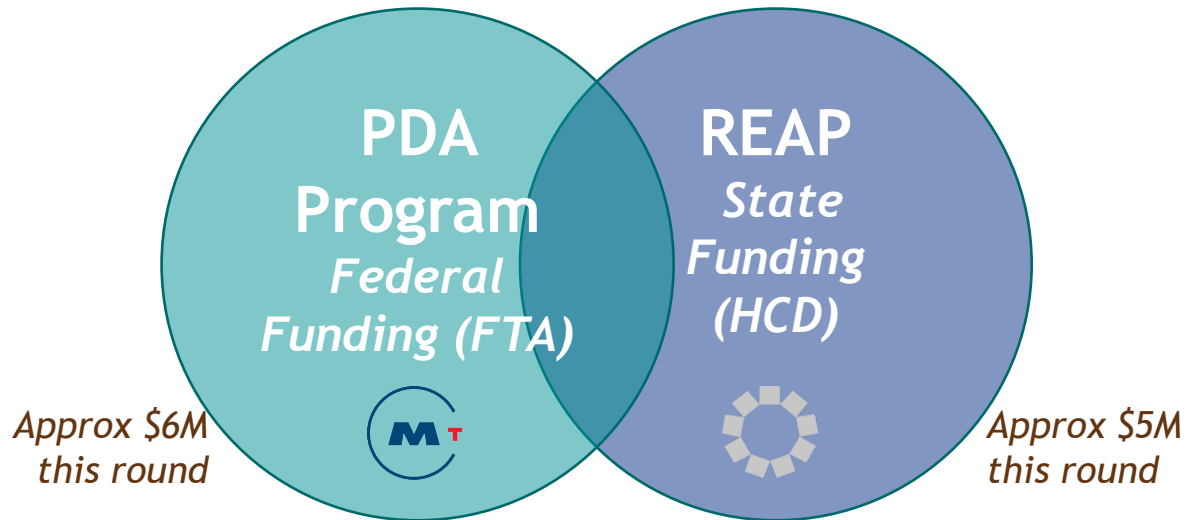 PDA
Program
Federal
Funding (FTA)
REAP
State
Funding
(HCD)
Approx $6M
this round
M T
Approx $5M
this round